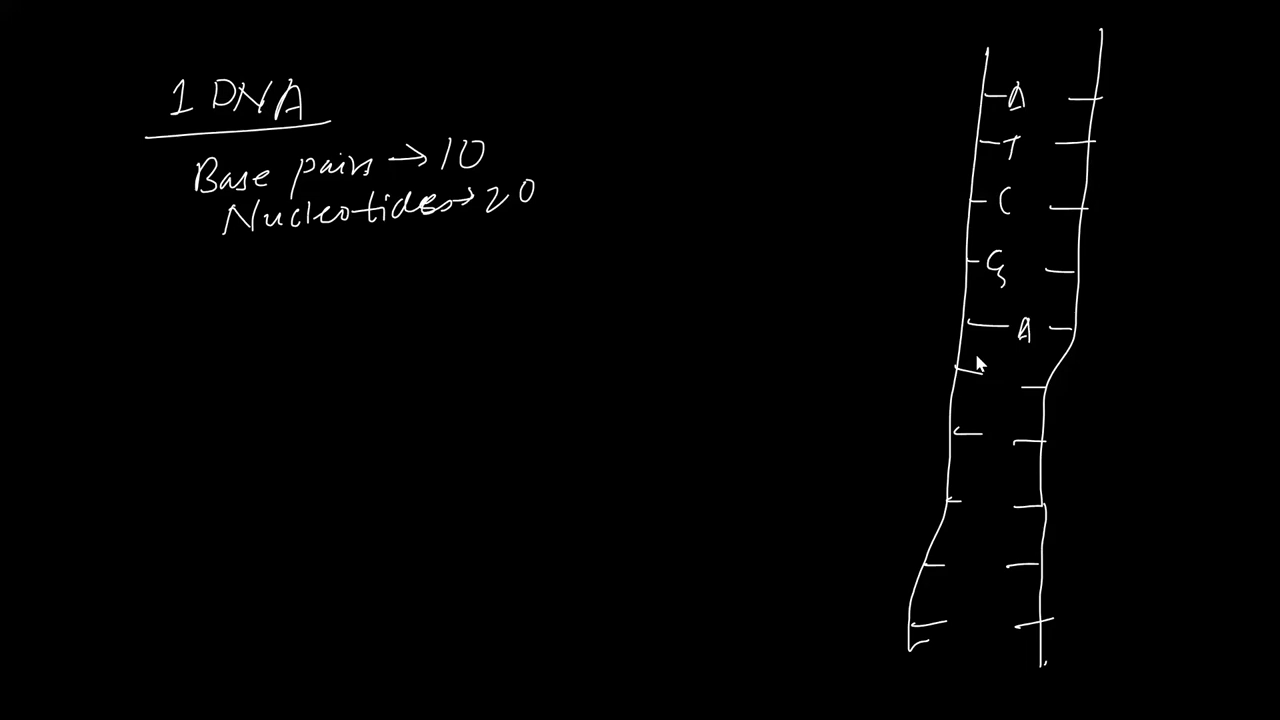 1 DNA
Base pairs → 10
Nucleotides → 20
A
T
C
G
A